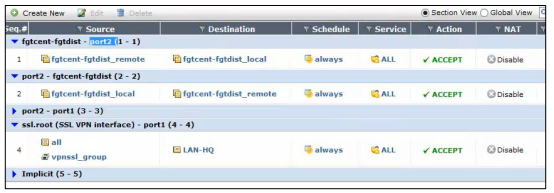 Create New Edit Delete Section View Global View
Seq.# Source Destination Schedule Service Action NAT
fgtcent-fgtdist - port2 (1 - 1)
1 fgtcent-fgtdist_remote fgtcent-fgtdist_local always ALL ACCEPT Disable
port2 - fgtcent-fgtdist (2 - 2)
2 fgtcent-fgtdist_local fgtcent-fgtdist_remote always ALL ACCEPT Disable
port2 - port1 (3 - 3)
ssl.root (SSL VPN interface) - port1 (4 - 4)
4 all vpnssl_group LAN-HQ always ALL ACCEPT Disable
Implicit (5 - 5)